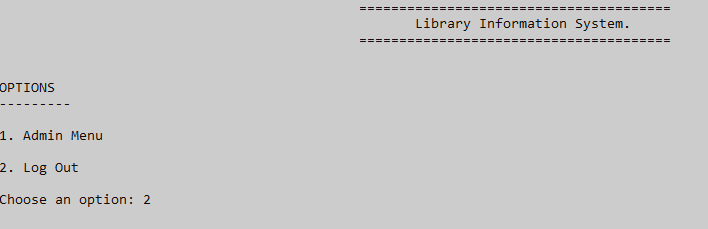 =======================================
Library Information System.
=======================================
OPTIONS
---------
1. Admin Menu
2. Log Out
Choose an option: 2